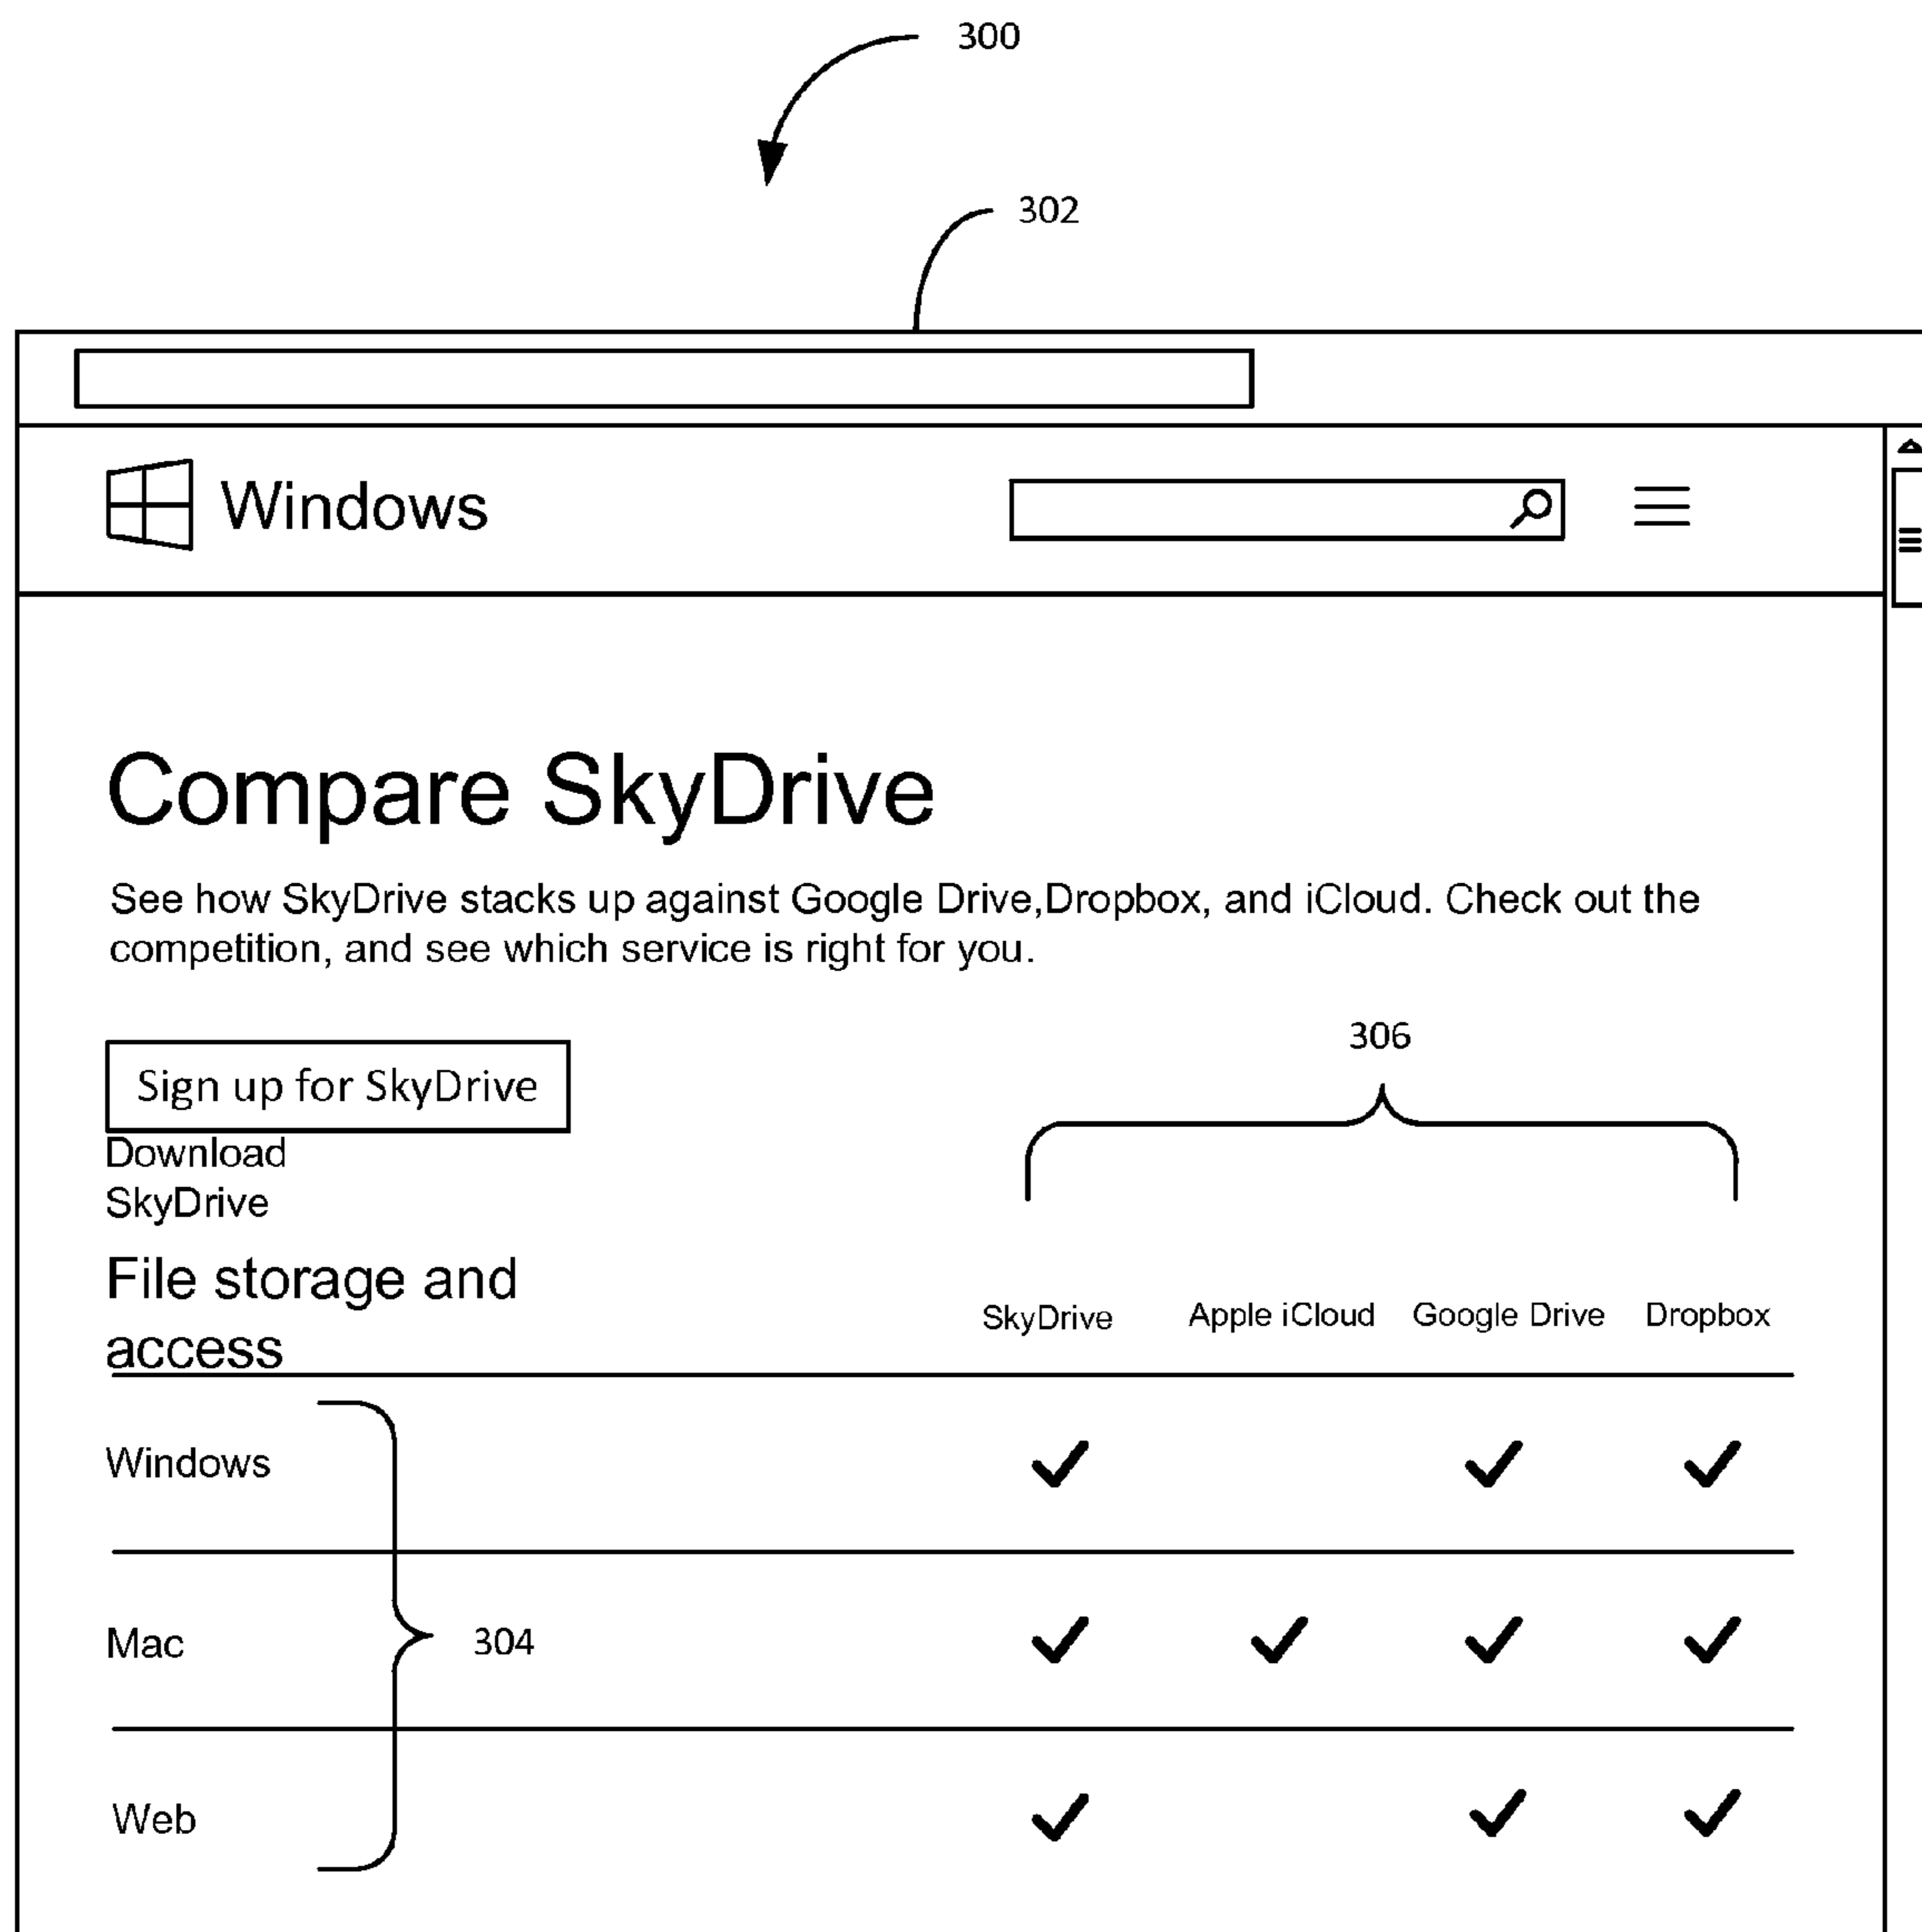 300
302
Windows
Compare SkyDrive
See how SkyDrive stacks up against Google Drive,Dropbox, and iCloud. Check out the
competition, and see which service is right for you.
306
Sign up for SkyDrive
Download
SkyDrive
File storage and
access
SkyDrive Apple iCloud Google Drive Dropbox
Windows
Mac
304
Web